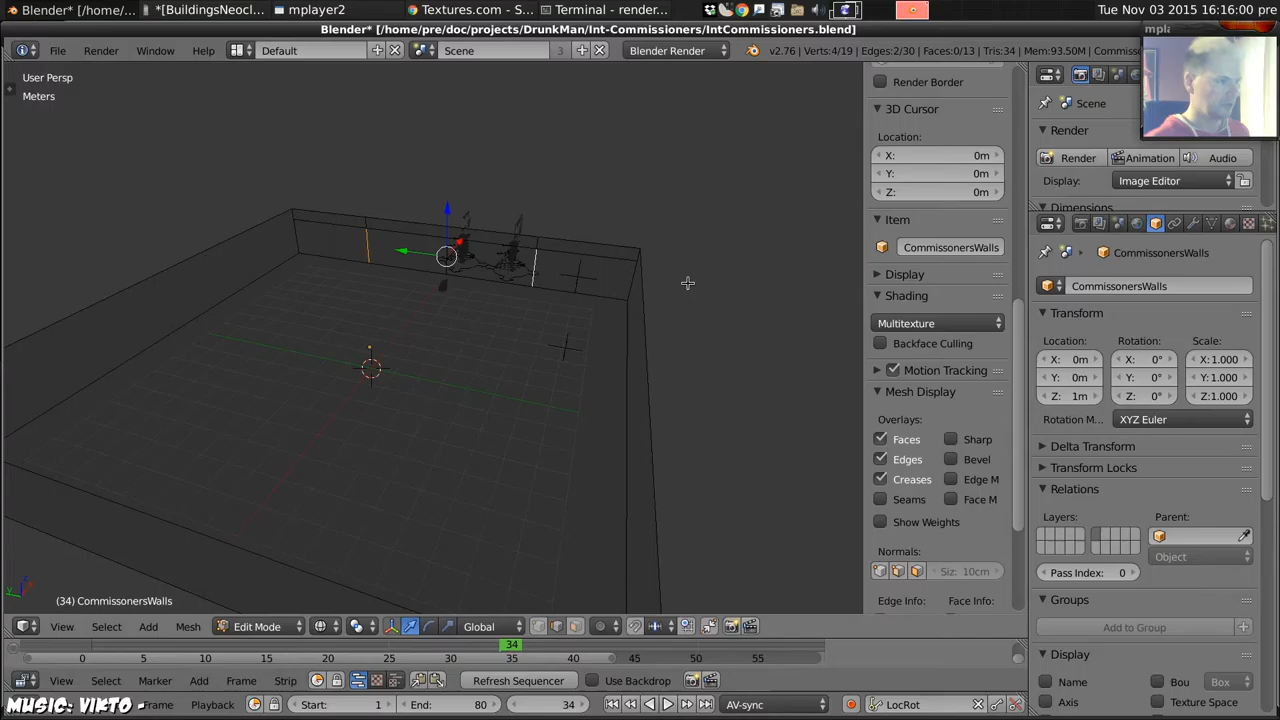 Blender* [/home/...
*[BuildingsNeocl...
mplayer2
Textures.com - S...
Terminal - render...
Tue Nov 03 2015 16:16:00 pre
Blender* [/home/pre/doc/projects/DrunkMan/Int-Commissioners/IntCommissioners.blend]
mpla
File
Render
Window
Help
Default
Scene
3
Blender Render
v2.76 | Verts:4/19 | Edges:2/30 | Faces:0/13 | Tris:34 | Mem:93.50M | Commisso
User Persp
Meters
Render Border
3D Cursor
Location:
X: 0m
Y: 0m
Z: 0m
Item
CommissonersWalls
Display
Shading
Multitexture
Backface Culling
Motion Tracking
Mesh Display
Overlays:
Faces
Sharp
Edges
Bevel
Creases
Edge M
Seams
Face M
Show Weights
Normals:
Siz: 10cm
Edge Info:
Face Info:
Scene
Render
Render
Animation
Audio
Display:
Image Editor
Dimensions
CommissonersWalls
CommissonersWalls
Transform
Location:
Rotation:
Scale:
X: 0m
X: 0°
X:1.000
Y: 0m
Y: 0°
Y:1.000
Z: 1m
Z: 0°
Z:1.000
Rotation M...
XYZ Euler
Delta Transform
Transform Locks
Relations
Layers:
Parent:
Object
Pass Index: 0
Groups
Add to Group
Display
Name
Bou
Box
Axis
Texture Space
(34) CommissonersWalls
View
Select
Add
Mesh
Edit Mode
Global
34
0 5 10 15 20 25 30 35 40 45 50 55
View
Select
Marker
Add
Frame
Strip
Refresh Sequencer
Use Backdrop
MUSIC: VIKTO -
Frame
Playback
Start: 1
End: 80
34
AV-sync
LocRot